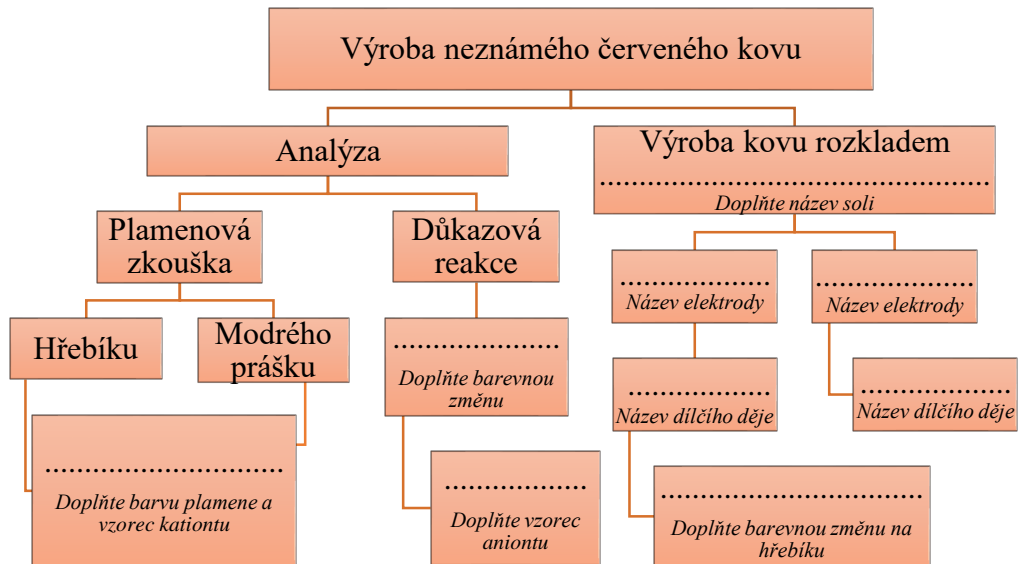 Výroba neznámého červeného kovu
Analýza
Plamenová
zkouška
Hřebíku
Modrého
prášku
........................................
Doplňte barvu plamene a
vzorec kationtu
Důkazová
reakce
........................
Doplňte barevnou
změnu
........................
Doplňte vzorec
aniontu
Výroba kovu rozkladem
........................................................
Doplňte název soli
........................
Název elektrody
....................
Název dílčího děje
........................................
Doplňte barevnou změnu na
hřebíku
........................
Název elektrody
....................
Název dílčího děje